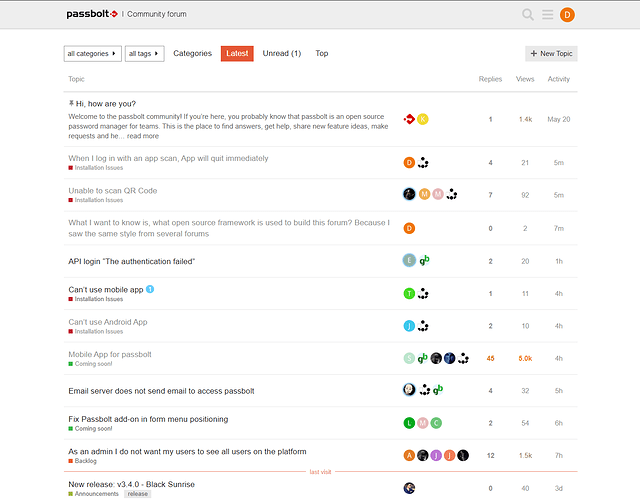 passbolt | Community forum
D
all categories all tags Categories Latest Unread (1) Top + New Topic
Topic Replies Views Activity
Hi, how are you?
Welcome to the passbolt community! If you're here, you probably know that passbolt is an open source
password manager for teams. This is the place to find answers, get help, share new feature ideas, make
requests and he… read more
K 1 1.4k May 20
When I log in with an app scan, App will quit immediately
Installation Issues
D 4 21 5m
Unable to scan QR Code
Installation Issues
M M 7 92 5m
What I want to know is, what open source framework is used to build this forum? Because I
saw the same style from several forums
D 0 2 7m
API login "The authentication failed"
E gb 2 20 1h
Can't use mobile app 1
Installation Issues
T 1 11 4h
Can't use Android App
Installation Issues
J 2 10 4h
Mobile App for passbolt
Coming soon!
S gb 45 5.0k 4h
Email server does not send email to access passbolt
gb 4 32 5h
Fix Passbolt add-on in form menu positioning
Coming soon!
L M C 2 54 6h
As an admin I do not want my users to see all users on the platform
Backlog
A J J 12 1.5k 7h
last visit
New release: v3.4.0 - Black Sunrise
Announcements release
0 40 3d